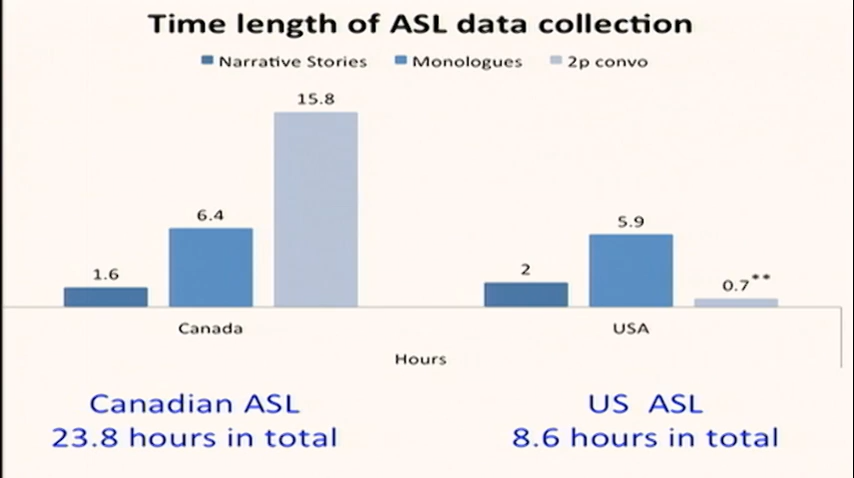 Time length of ASL data collection
Narrative Stories Monologues 2p convo
15.8
6.4
1.6
5.9
2
0.7**
Canada USA
Hours
Canadian ASL
23.8 hours in total
US ASL
8.6 hours in total